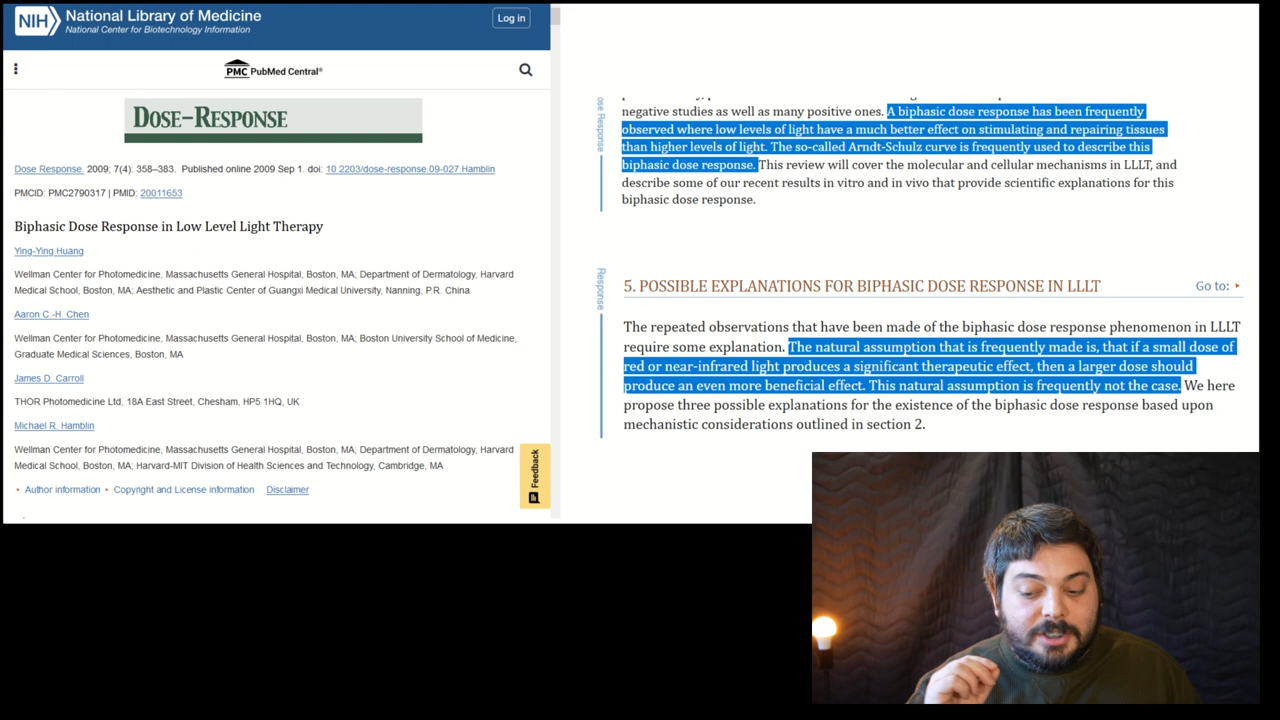 NIH National Library of Medicine
National Center for Biotechnology Information
Log in
PMC PubMed Central®
DOSE-RESPONSE
Dose Response. 2009; 7(4): 358–383. Published online 2009 Sep 1. doi: 10.2203/dose-response.09-027.Hamblin
PMCID: PMC2790317 | PMID: 20011653
Biphasic Dose Response in Low Level Light Therapy
Ying-Ying Huang
Wellman Center for Photomedicine, Massachusetts General Hospital, Boston, MA; Department of Dermatology, Harvard
Medical School, Boston, MA; Aesthetic and Plastic Center of Guangxi Medical University, Nanning, P.R. China
Aaron C.-H. Chen
Wellman Center for Photomedicine, Massachusetts General Hospital, Boston, MA; Boston University School of Medicine,
Graduate Medical Sciences, Boston, MA
James D. Carroll
THOR Photomedicine Ltd, 18A East Street, Chesham, HP5 1HQ, UK
Michael R. Hamblin
Wellman Center for Photomedicine, Massachusetts General Hospital, Boston, MA; Department of Dermatology, Harvard
Medical School, Boston, MA; Harvard-MIT Division of Health Sciences and Technology, Cambridge, MA
Author information Copyright and License information Disclaimer
Feedback
ose Response
negative studies as well as many positive ones. A biphasic dose response has been frequently
observed where low levels of light have a much better effect on stimulating and repairing tissues
than higher levels of light. The so-called Arndt-Schulz curve is frequently used to describe this
biphasic dose response. This review will cover the molecular and cellular mechanisms in LLLT, and
describe some of our recent results in vitro and in vivo that provide scientific explanations for this
biphasic dose response.
Response
5. POSSIBLE EXPLANATIONS FOR BIPHASIC DOSE RESPONSE IN LLLT
Go to:
The repeated observations that have been made of the biphasic dose response phenomenon in LLLT
require some explanation. The natural assumption that is frequently made is, that if a small dose of
red or near-infrared light produces a significant therapeutic effect, then a larger dose should
produce an even more beneficial effect. This natural assumption is frequently not the case. We here
propose three possible explanations for the existence of the biphasic dose response based upon
mechanistic considerations outlined in section 2.